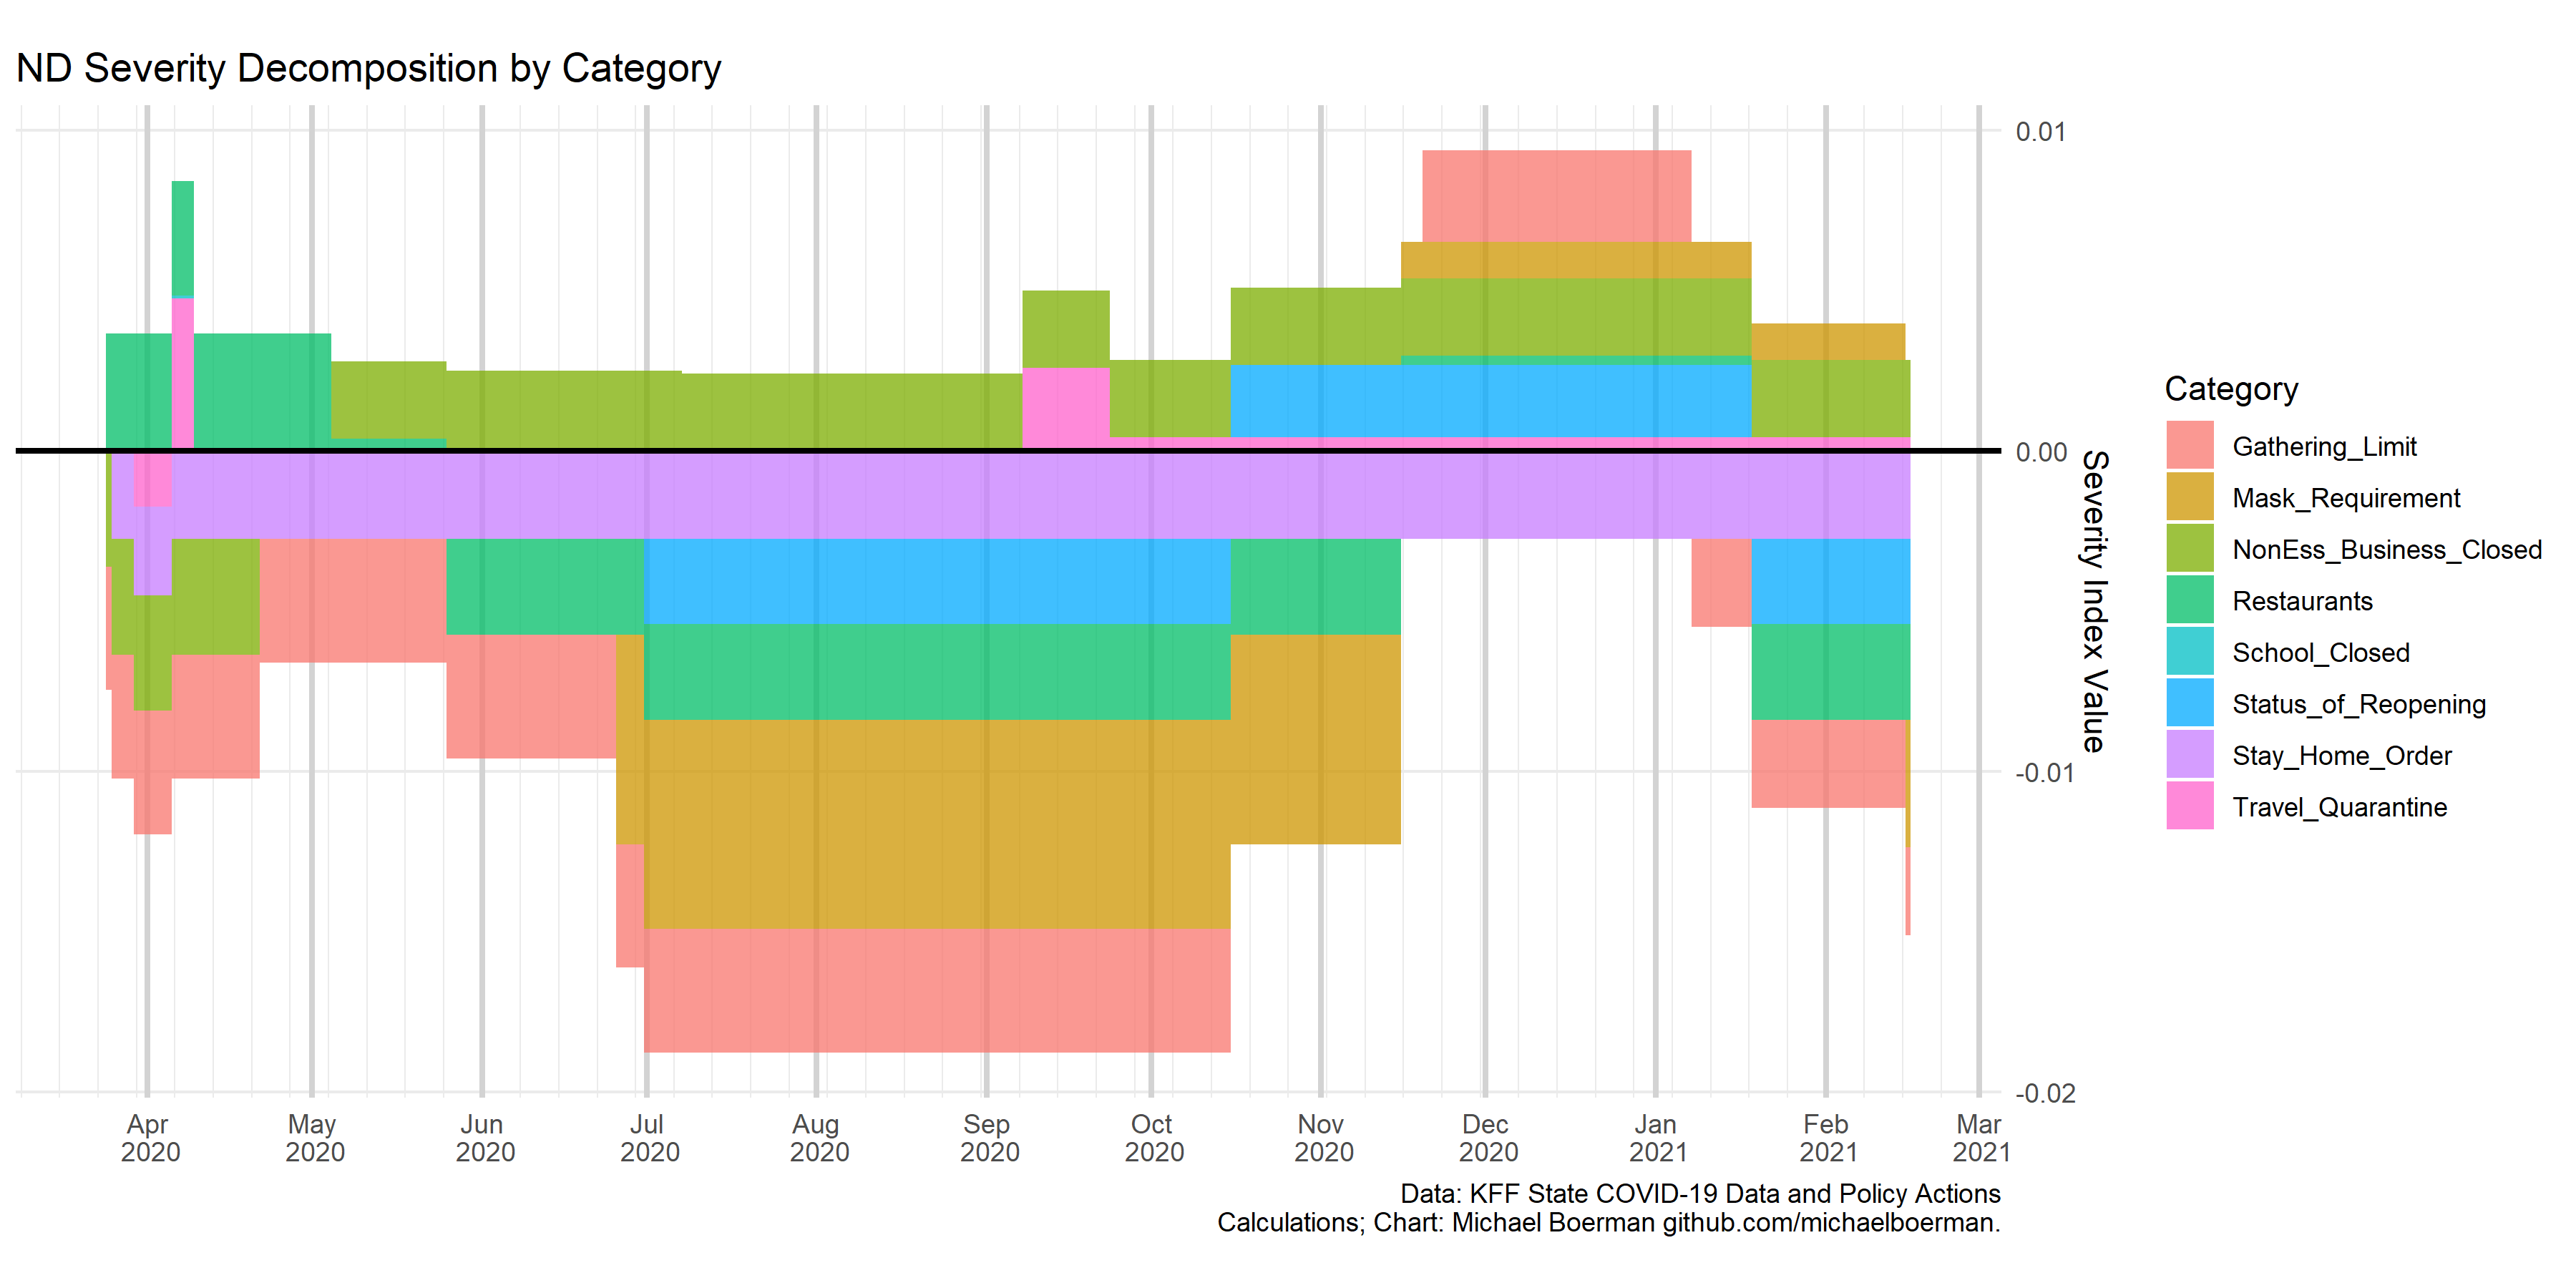 ND Severity Decomposition by Category
0.01
0.00
-0.01
-0.02
Severity Index Value
Apr 2020
May 2020
Jun 2020
Jul 2020
Aug 2020
Sep 2020
Oct 2020
Nov 2020
Dec 2020
Jan 2021
Feb 2021
Mar 2021
Category
Gathering_Limit
Mask_Requirement
NonEss_Business_Closed
Restaurants
School_Closed
Status_of_Reopening
Stay_Home_Order
Travel_Quarantine
Data: KFF State COVID-19 Data and Policy Actions
Calculations; Chart: Michael Boerman github.com/michaelboerman.